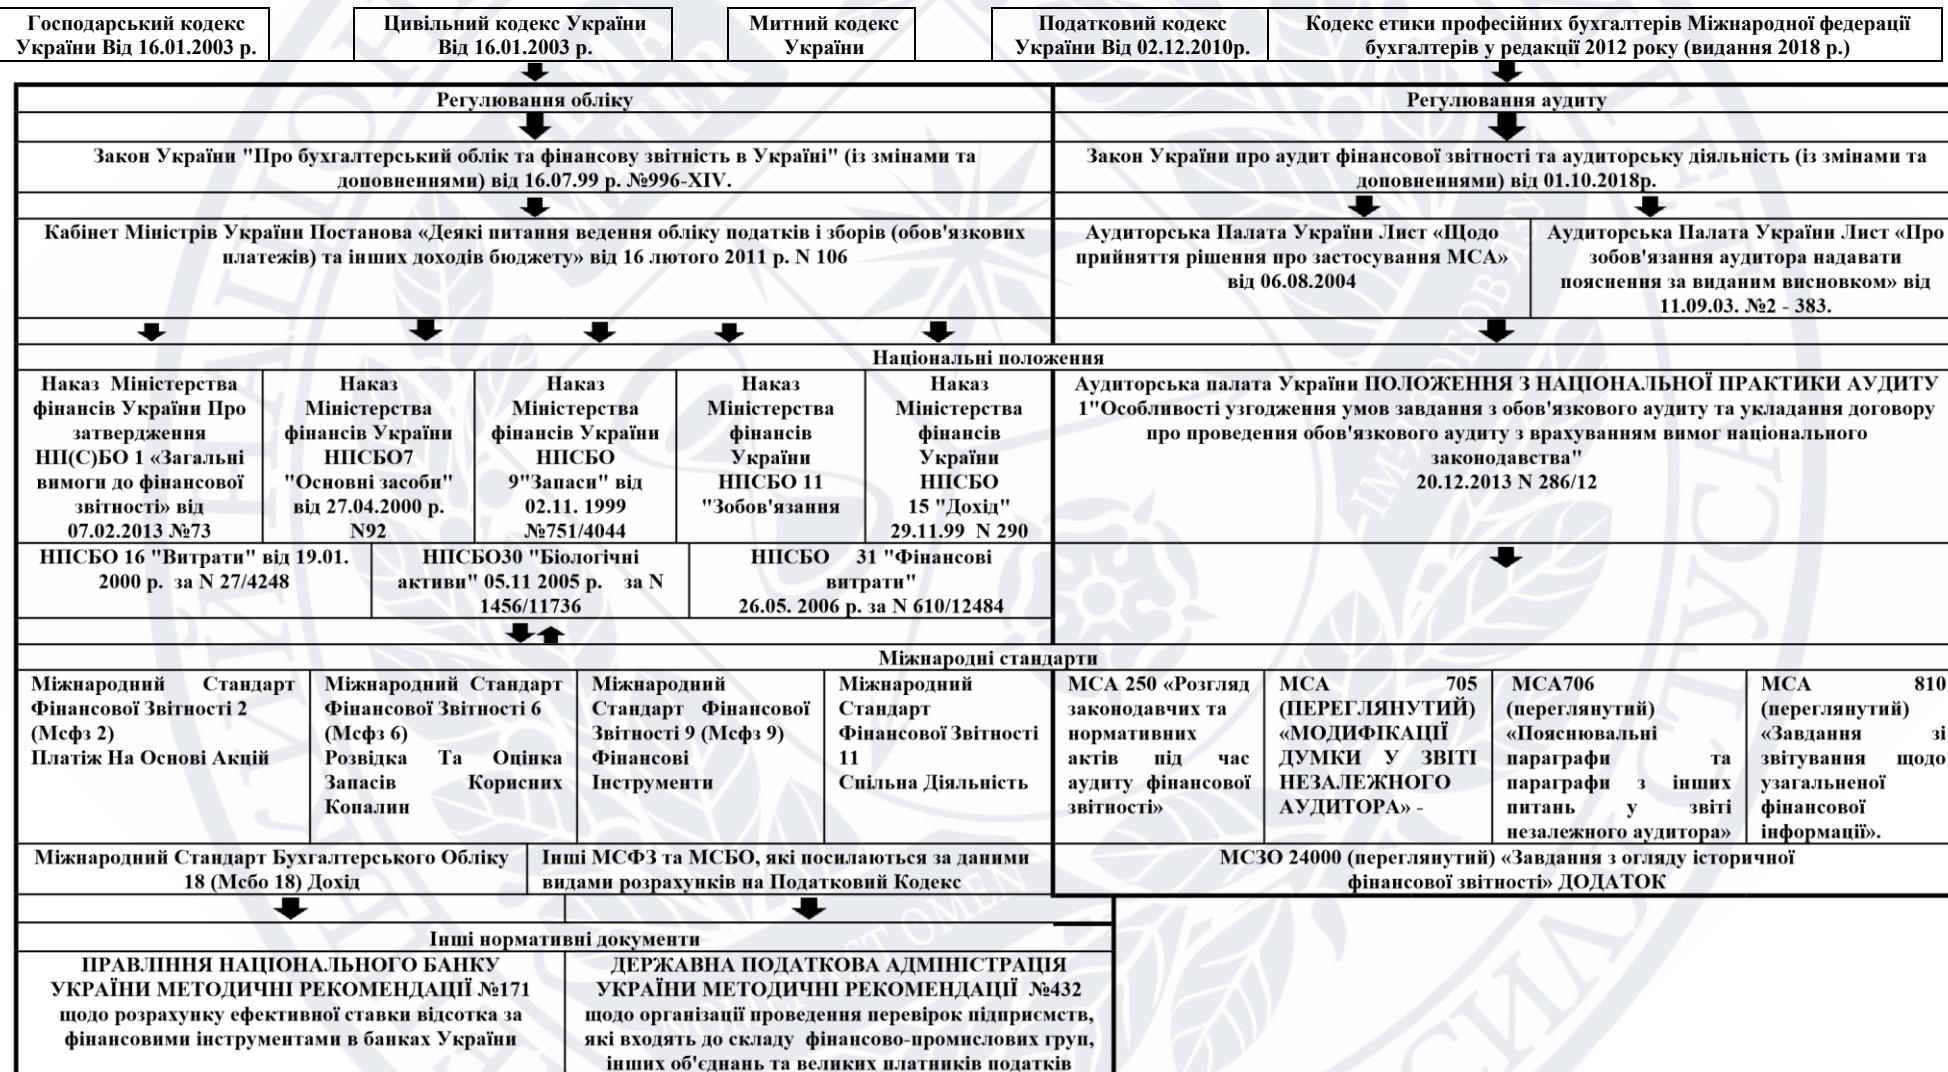 Господарський кодекс
України Від 16.01.2003 р.
Цивільний кодекс України
Від 16.01.2003 р.
Митний кодекс
України
Податковий кодекс
України Від 02.12.2010р.
Кодекс етики професійних бухгалтерів Міжнародної федерації
бухгалтерів у редакції 2012 року (видання 2018 р.)
Регулювання обліку
Регулювання аудиту
Закон України "Про бухгалтерський облік та фінансову звітність в Україні" (із змінами та
доповненнями) від 16.07.99 р. №996-XIV.
Закон України про аудит фінансової звітності та аудиторську діяльність (із змінами та
доповненнями) від 01.10.2018р.
Кабінет Міністрів України Постанова «Деякі питання ведення обліку податків і зборів (обов'язкових
платежів) та інших доходів бюджету» від 16 лютого 2011 р. N 106
Аудиторська Палата України Лист «Щодо
прийняття рішення про застосування МСА»
від 06.08.2004
Аудиторська Палата України Лист «Про
зобов'язання аудитора надавати
пояснення за виданим висновком» від
11.09.03. №2 - 383.
Національні положення
Наказ Міністерства
фінансів України Про
затвердження
НП(С)БО 1 «Загальні
вимоги до фінансової
звітності» від
07.02.2013 №73
Наказ
Міністерства
фінансів України
НПСБО7
"Основні засоби"
від 27.04.2000 р.
N92
Наказ
Міністерства
фінансів України
НПСБО
9"Запаси" від
02.11. 1999
№751/4044
Наказ
Міністерства
фінансів
України
НПСБО 11
"Зобов'язання
Наказ
Міністерства
фінансів
України
НПСБО
15 "Дохід"
29.11.99 N 290
Аудиторська палата України ПОЛОЖЕННЯ З НАЦІОНАЛЬНОЇ ПРАКТИКИ АУДИТУ
1"Особливості узгодження умов завдання з обов'язкового аудиту та укладання договору
про проведення обов'язкового аудиту з врахуванням вимог національного
законодавства"
20.12.2013 N 286/12
НПСБО 16 "Витрати" від 19.01.
2000 р. за N 27/4248
НПСБО30 "Біологічні
активи" 05.11 2005 р. за N
1456/11736
НПСБО 31 "Фінансові
витрати"
26.05. 2006 р. за N 610/12484
Міжнародні стандарти
Міжнародний Стандарт
Фінансової Звітності 2
(Мсфз 2)
Платіж На Основі Акцій
Міжнародний Стандарт
Фінансової Звітності 6
(Мсфз 6)
Розвідка Та Оцінка
Запасів Корисних
Копалин
Міжнародний
Стандарт Фінансової
Звітності 9 (Мсфз 9)
Фінансові
Інструменти
Міжнародний
Стандарт
Фінансової Звітності
11
Спільна Діяльність
МСА 250 «Розгляд
законодавчих та
нормативних
актів під час
аудиту фінансової
звітності»
МСА 705
(ПЕРЕГЛЯНУТИЙ)
«МОДИФІКАЦІЇ
ДУМКИ У ЗВІТІ
НЕЗАЛЕЖНОГО
АУДИТОРА» -
МСА706
(переглянутий)
«Пояснювальні
параграфи та
параграфи з інших
питань у звіті
незалежного аудитора»
МСА 810
(переглянутий)
«Завдання зі
звітування щодо
узагальненої
фінансової
інформації».
Міжнародний Стандарт Бухгалтерського Обліку
18 (Мсбо 18) Дохід
Інші МСФЗ та МСБО, які посилаються за даними
видами розрахунків на Податковий Кодекс
МСЗО 24000 (переглянутий) «Завдання з огляду історичної
фінансової звітності» ДОДАТОК
Інші нормативні документи
ПРАВЛІННЯ НАЦІОНАЛЬНОГО БАНКУ
УКРАЇНИ МЕТОДИЧНІ РЕКОМЕНДАЦІЇ №171
щодо розрахунку ефективної ставки відсотка за
фінансовими інструментами в банках України
ДЕРЖАВНА ПОДАТКОВА АДМІНІСТРАЦІЯ
УКРАЇНИ МЕТОДИЧНІ РЕКОМЕНДАЦІЇ №432
щодо організації проведення перевірок підприємств,
які входять до складу фінансово-промислових груп,
інших об'єднань та великих платників податків